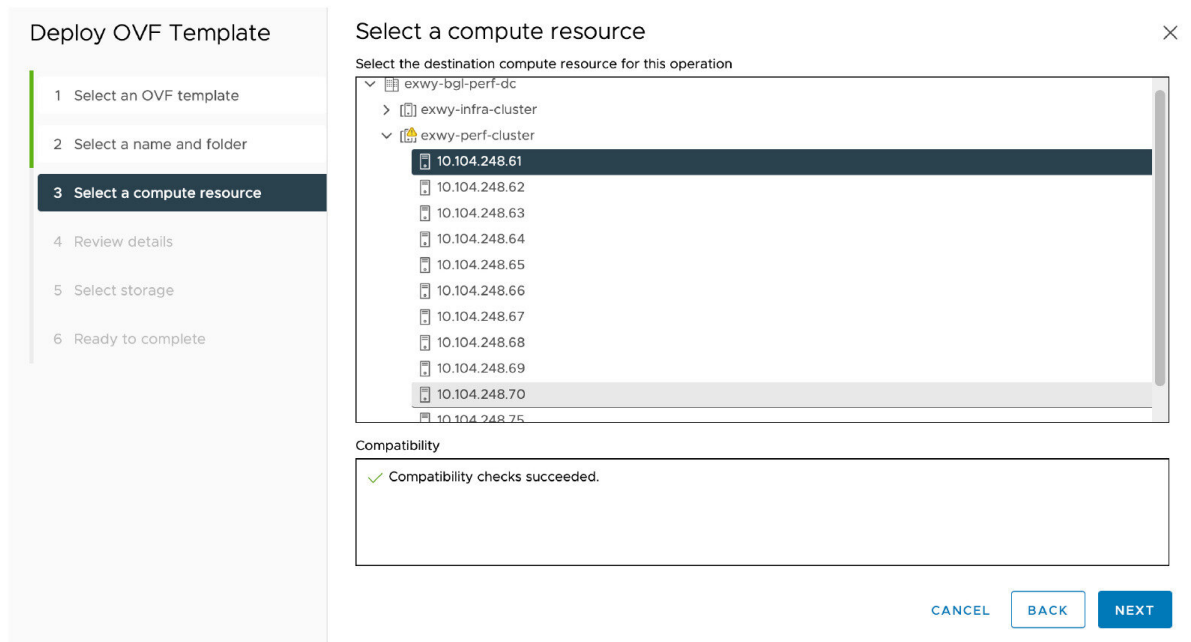 Deploy OVF Template
1 Select an OVF template
2 Select a name and folder
3 Select a compute resource
4 Review details
5 Select storage
6 Ready to complete
Select a compute resource
Select the destination compute resource for this operation
exwy-bgl-perf-dc
exwy-infra-cluster
exwy-perf-cluster
10.104.248.61
10.104.248.62
10.104.248.63
10.104.248.64
10.104.248.65
10.104.248.66
10.104.248.67
10.104.248.68
10.104.248.69
10.104.248.70
10.104.248.75
Compatibility
Compatibility checks succeeded.
CANCEL
BACK
NEXT